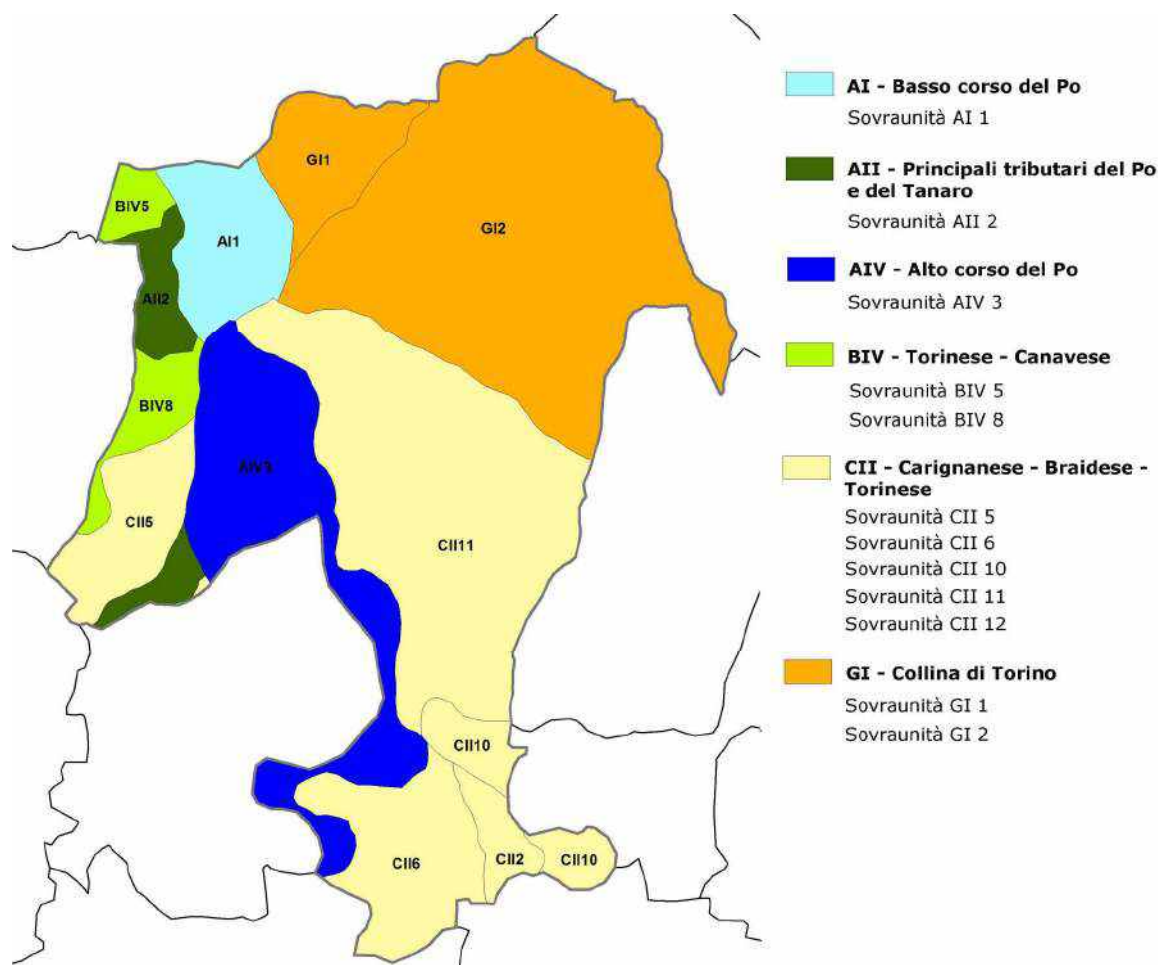 GI1
BIV5
GI2
AI1
AII2
BIV8
AIV3
CII5
CII11
CII10
CII6
CII2
CII10
AI - Basso corso del Po
Sovraunità AI 1
AII - Principali tributari del Po
e del Tanaro
Sovraunità AII 2
AIV - Alto corso del Po
Sovraunità AIV 3
BIV - Torinese - Canavese
Sovraunità BIV 5
Sovraunità BIV 8
CII - Carignanese - Braidese -
Torinese
Sovraunità CII 5
Sovraunità CII 6
Sovraunità CII 10
Sovraunità CII 11
Sovraunità CII 12
GI - Collina di Torino
Sovraunità GI 1
Sovraunità GI 2